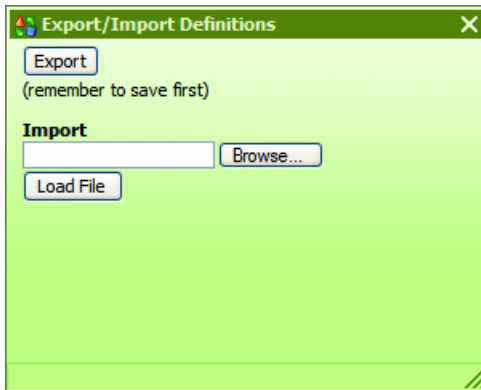 Export/Import Definitions
Export
(remember to save first)
Import
Browse...
Load File